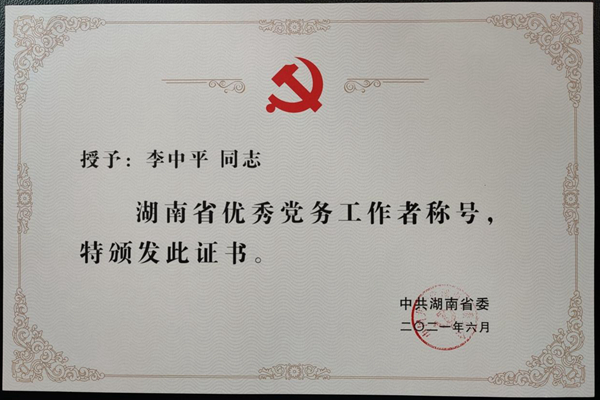 授予：李中平 同志
湖南省优秀党务工作者称号，
特颁发此证书。
中共湖南省委
二〇二一年六月